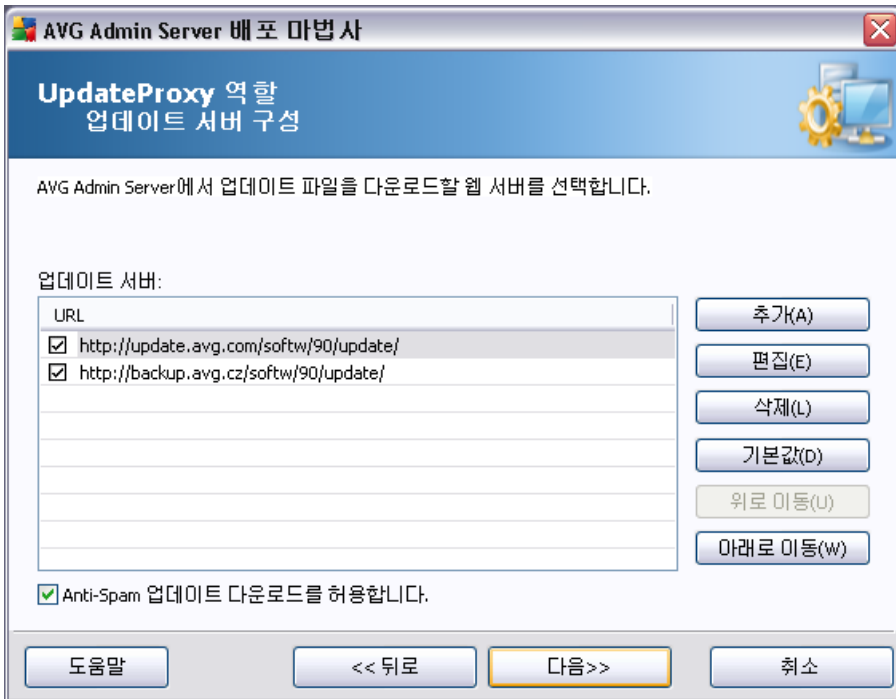 AVG Admin Server 배포 마법사
UpdateProxy 역할
업데이트 서버 구성
AVG Admin Server에서 업데이트 파일을 다운로드할 웹 서버를 선택합니다.
업데이트 서버:
URL
http://update.avg.com/softw/90/update/
http://backup.avg.cz/softw/90/update/
추가(A)
편집(E)
삭제(L)
기본값(D)
위로 이동(U)
아래로 이동(W)
Anti-Spam 업데이트 다운로드를 허용합니다.
도움말
<< 뒤로
다음>>
취소